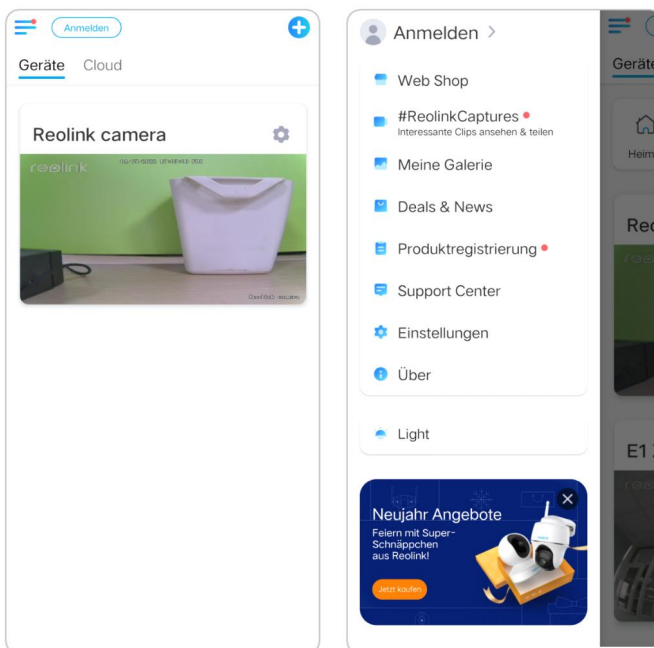 Anmelden
Geräte Cloud
Reolink camera
reolink
Anmelden >
Web Shop
#ReolinkCaptures
Interessante Clips ansehen & teilen
Meine Galerie
Deals & News
Produktregistrierung
Support Center
Einstellungen
Über
Light
Neujahr Angebote
Feiern mit Super-
Schnäppchen
aus Reolink!
Jetzt kaufen
Geräte
Heim
Reo
E1